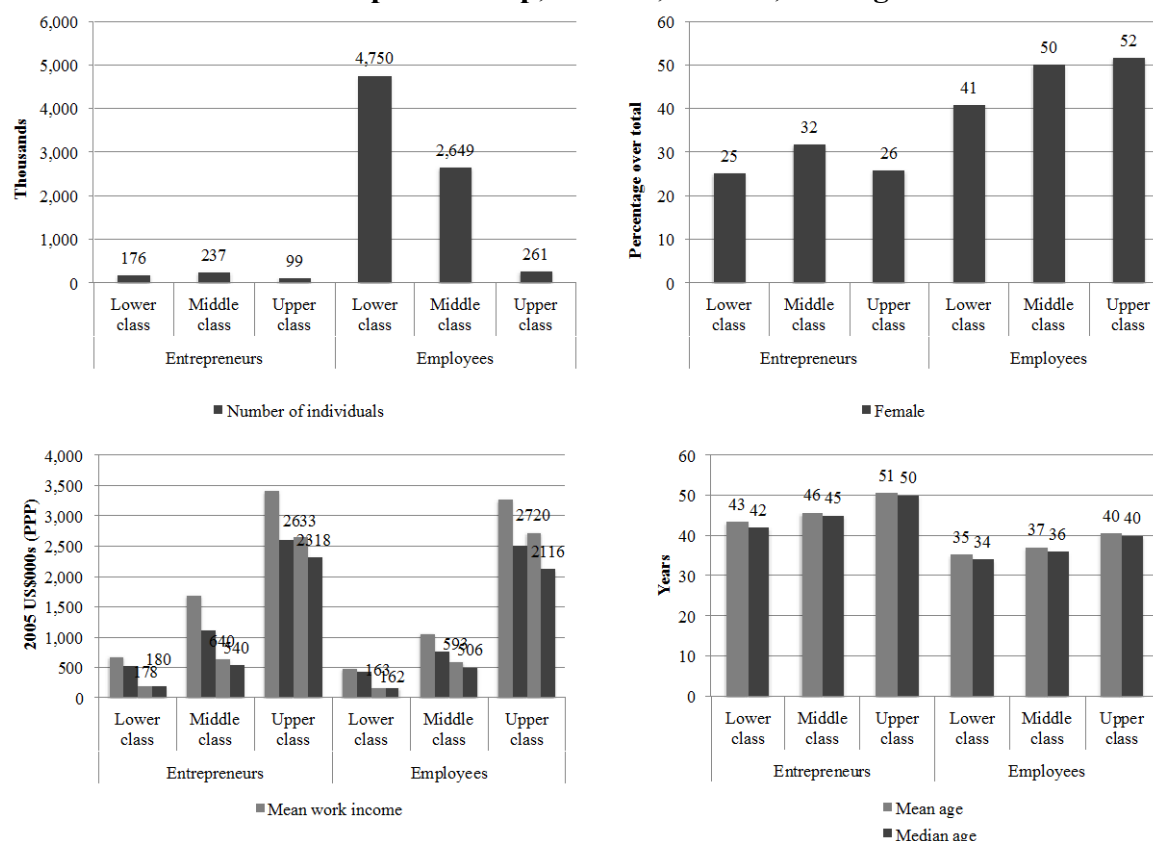 6,000
5,000
4,000
3,000
2,000
1,000
0
Thousands
176
237
99
4,750
2,649
261
Lower class
Middle class
Upper class
Lower class
Middle class
Upper class
Entrepreneurs
Employees
Number of individuals
60
50
40
30
20
10
0
Percentage over total
25
32
26
41
50
52
Lower class
Middle class
Upper class
Lower class
Middle class
Upper class
Entrepreneurs
Employees
Female
4,000
3,500
3,000
2,500
2,000
1,500
1,000
500
0
2005 US$000s (PPP)
178
180
640
540
2633
2318
163
162
593
506
2720
2116
Lower class
Middle class
Upper class
Lower class
Middle class
Upper class
Entrepreneurs
Employees
Mean work income
60
50
40
30
20
10
0
Years
43
42
46
45
51
50
35
34
37
36
40
40
Lower class
Middle class
Upper class
Lower class
Middle class
Upper class
Entrepreneurs
Employees
Mean age
Median age